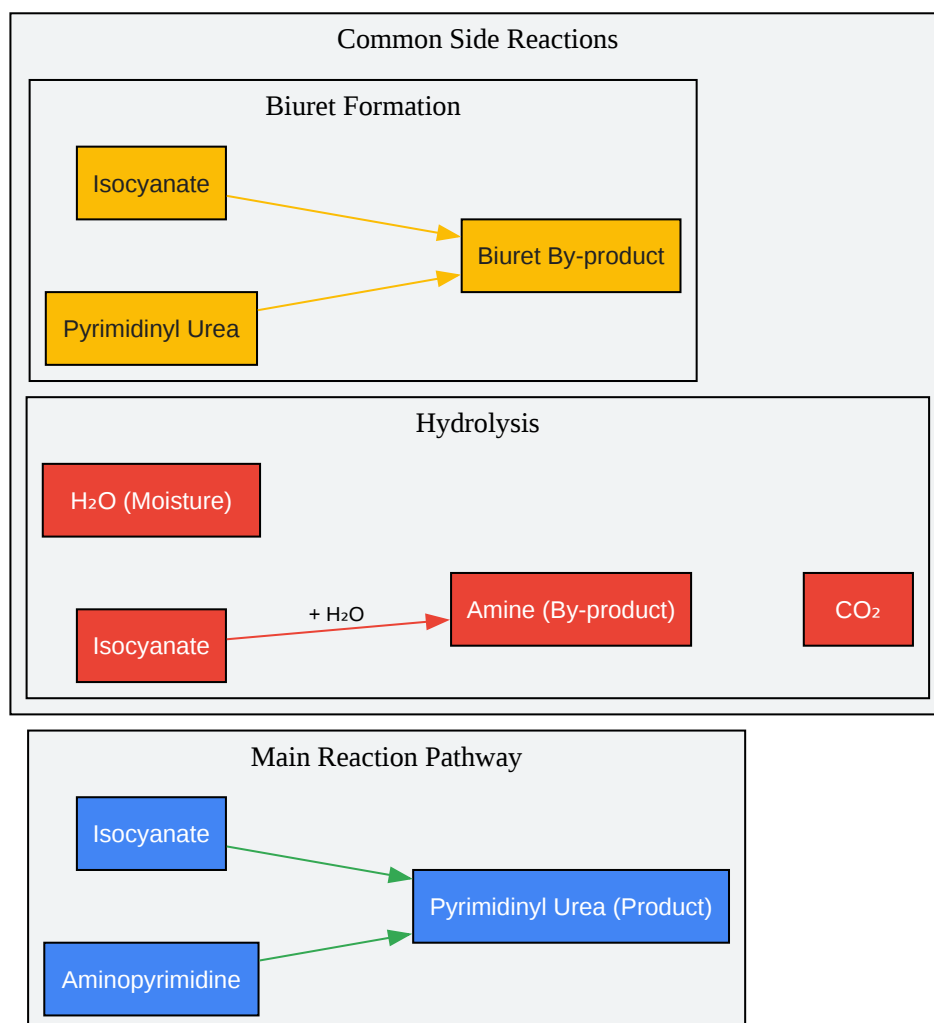 Common Side Reactions
Biuret Formation
Isocyanate
Biuret By-product
Pyrimidinyl Urea
Hydrolysis
H₂O (Moisture)
+ H₂O
Isocyanate
Amine (By-product)
CO₂
Main Reaction Pathway
Isocyanate
Pyrimidinyl Urea (Product)
Aminopyrimidine